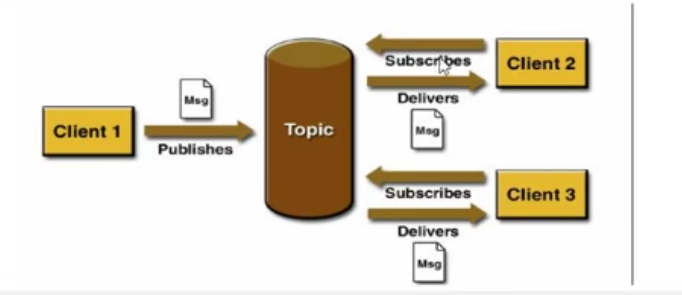 Client 1
Msg
Publishes
Topic
Subscribes
Client 2
Delivers
Msg
Subscribes
Client 3
Delivers
Msg